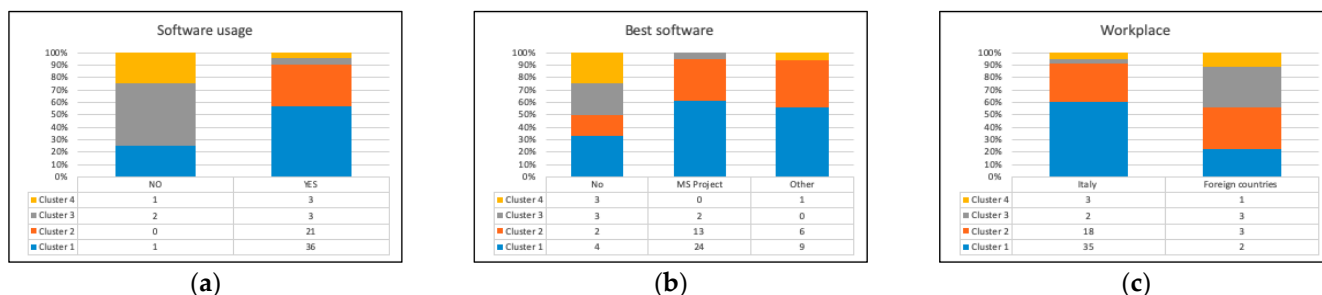 Software usage
100%
90%
80%
70%
60%
50%
40%
30%
20%
10%
0%
NO YES
Cluster 4 1 3
Cluster 3 2 3
Cluster 2 0 21
Cluster 1 1 36
(a)
Best software
100%
90%
80%
70%
60%
50%
40%
30%
20%
10%
0%
No MS Project Other
Cluster 4 3 0 1
Cluster 3 3 2 0
Cluster 2 2 13 6
Cluster 1 4 24 9
(b)
Workplace
100%
90%
80%
70%
60%
50%
40%
30%
20%
10%
0%
Italy Foreign countries
Cluster 4 3 1
Cluster 3 2 3
Cluster 2 18 3
Cluster 1 35 2
(c)